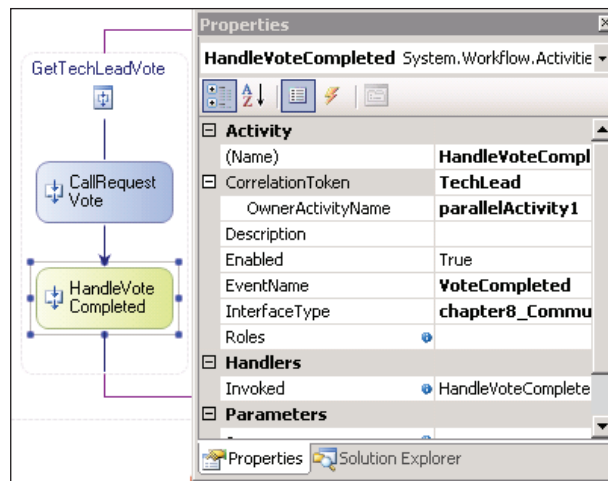 GetTechLeadVote
CallRequest
Vote
HandleVote
Completed
Properties
HandleVoteCompleted System.Workflow.Activitie
Activity
(Name) HandleVoteCompl
CorrelationToken TechLead
OwnerActivityName parallelActivity1
Description
Enabled True
EventName VoteCompleted
InterfaceType chapter8_Commu
Roles
Handlers
Invoked HandleVoteComplete
Parameters
Properties Solution Explorer